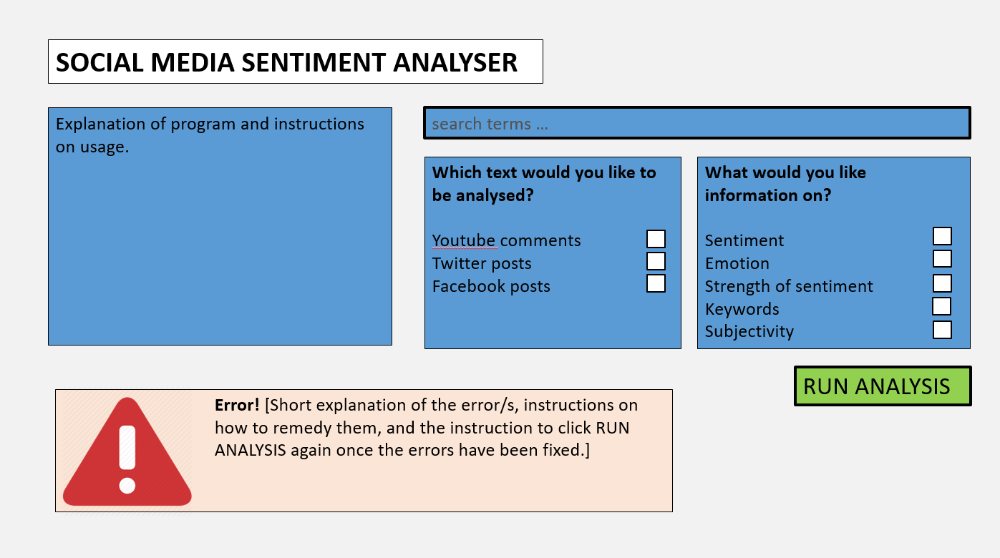 SOCIAL MEDIA SENTIMENT ANALYSER
Explanation of program and instructions
on usage.
search terms ...
Which text would you like to
be analysed?
Youtube comments
Twitter posts
Facebook posts
What would you like
information on?
Sentiment
Emotion
Strength of sentiment
Keywords
Subjectivity
RUN ANALYSIS
Error! [Short explanation of the error/s, instructions on
how to remedy them, and the instruction to click RUN
ANALYSIS again once the errors have been fixed.]